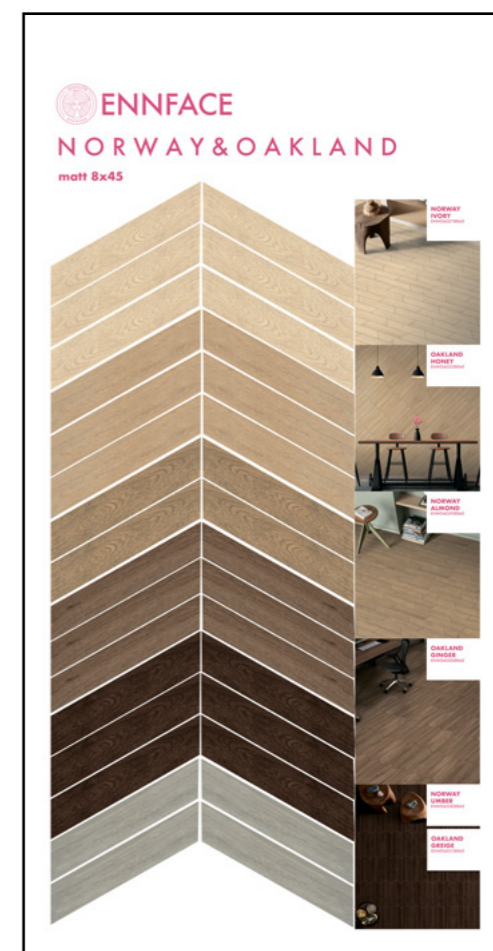 ENNFACE
NORWAY&OAKLAND
matt 8x45
NORWAY
IVORY
OAKLAND
HONEY
NORWAY
ALMOND
OAKLAND
GINGER
NORWAY
UMBER
OAKLAND
GREIGE